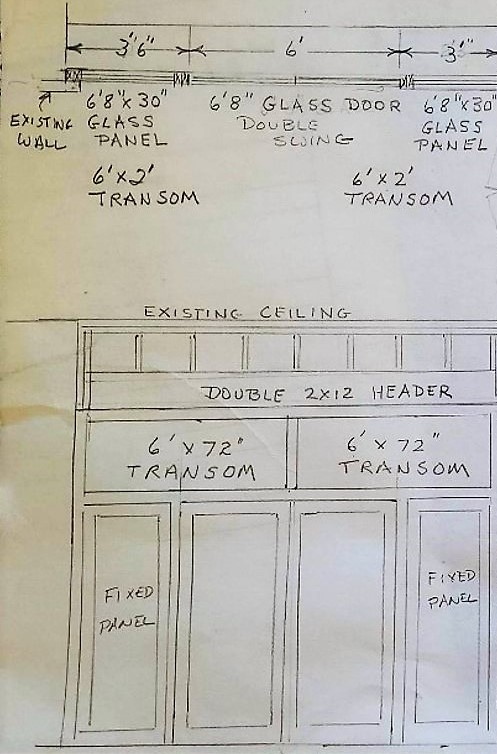 3'6" 6' 3'"
6'8"x 30" 6'8" GLASS DOOR 6'8"x30"
EXISTING GLASS DOUBLE GLASS
WALL PANEL SWING PANEL
6'x2' 6'x2'
TRANSOM TRANSOM
EXISTING CEILING
DOUBLE 2x12 HEADER
6'x72" 6'x72"
TRANSOM TRANSOM
FIXED FIXED
PANEL PANEL